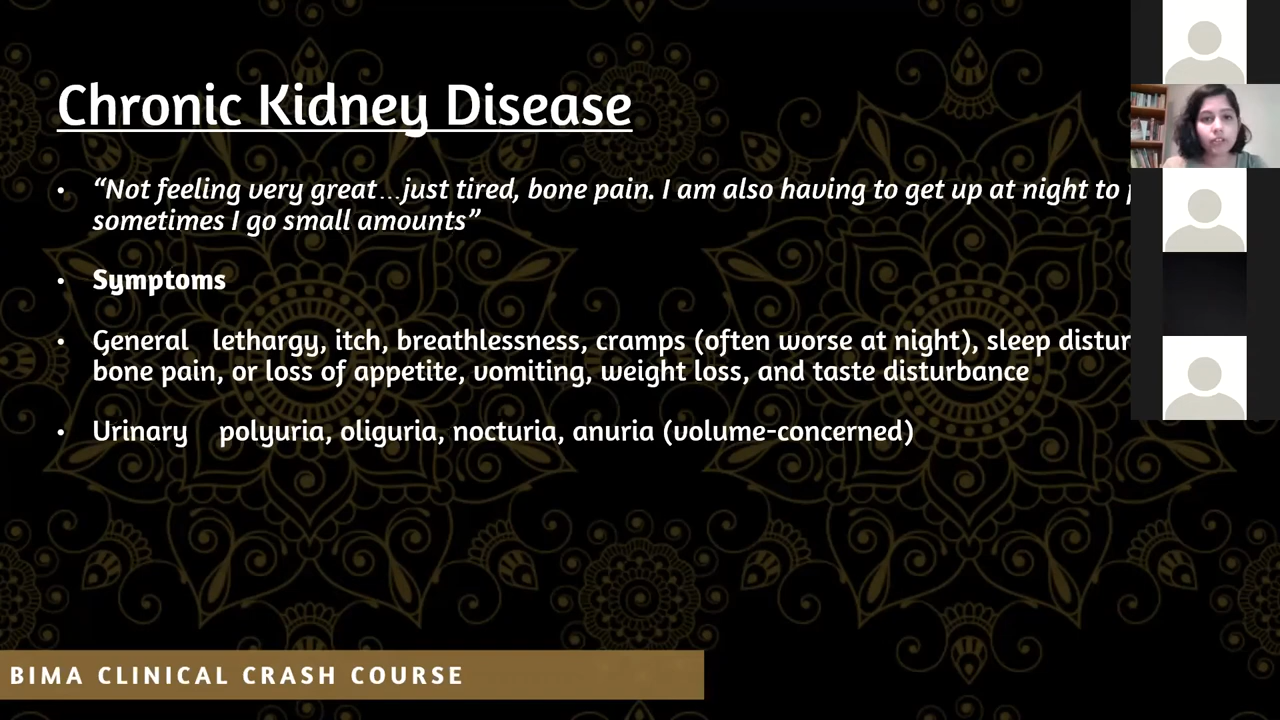 Chronic Kidney Disease
• “Not feeling very great...just tired, bone pain. I am also having to get up at night to
sometimes I go small amounts”
• Symptoms
• General lethargy, itch, breathlessness, cramps (often worse at night), sleep
bone pain, or loss of appetite, vomiting, weight loss, and taste disturbance
• Urinary polyuria, oliguria, nocturia, anuria (volume-concerned)
BIMA CLINICAL CRASH COURSE